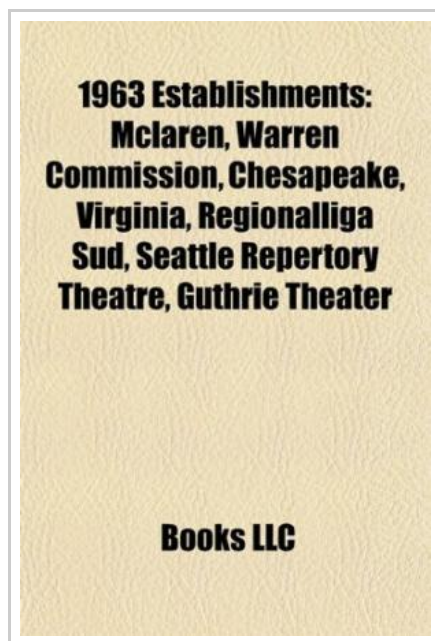 1963 Establishments:
Mclaren, Warren
Commission, Chesapeake,
Virginia, Regionalliga
Sud, Seattle Repertory
Theatre, Guthrie Theater
Books LLC